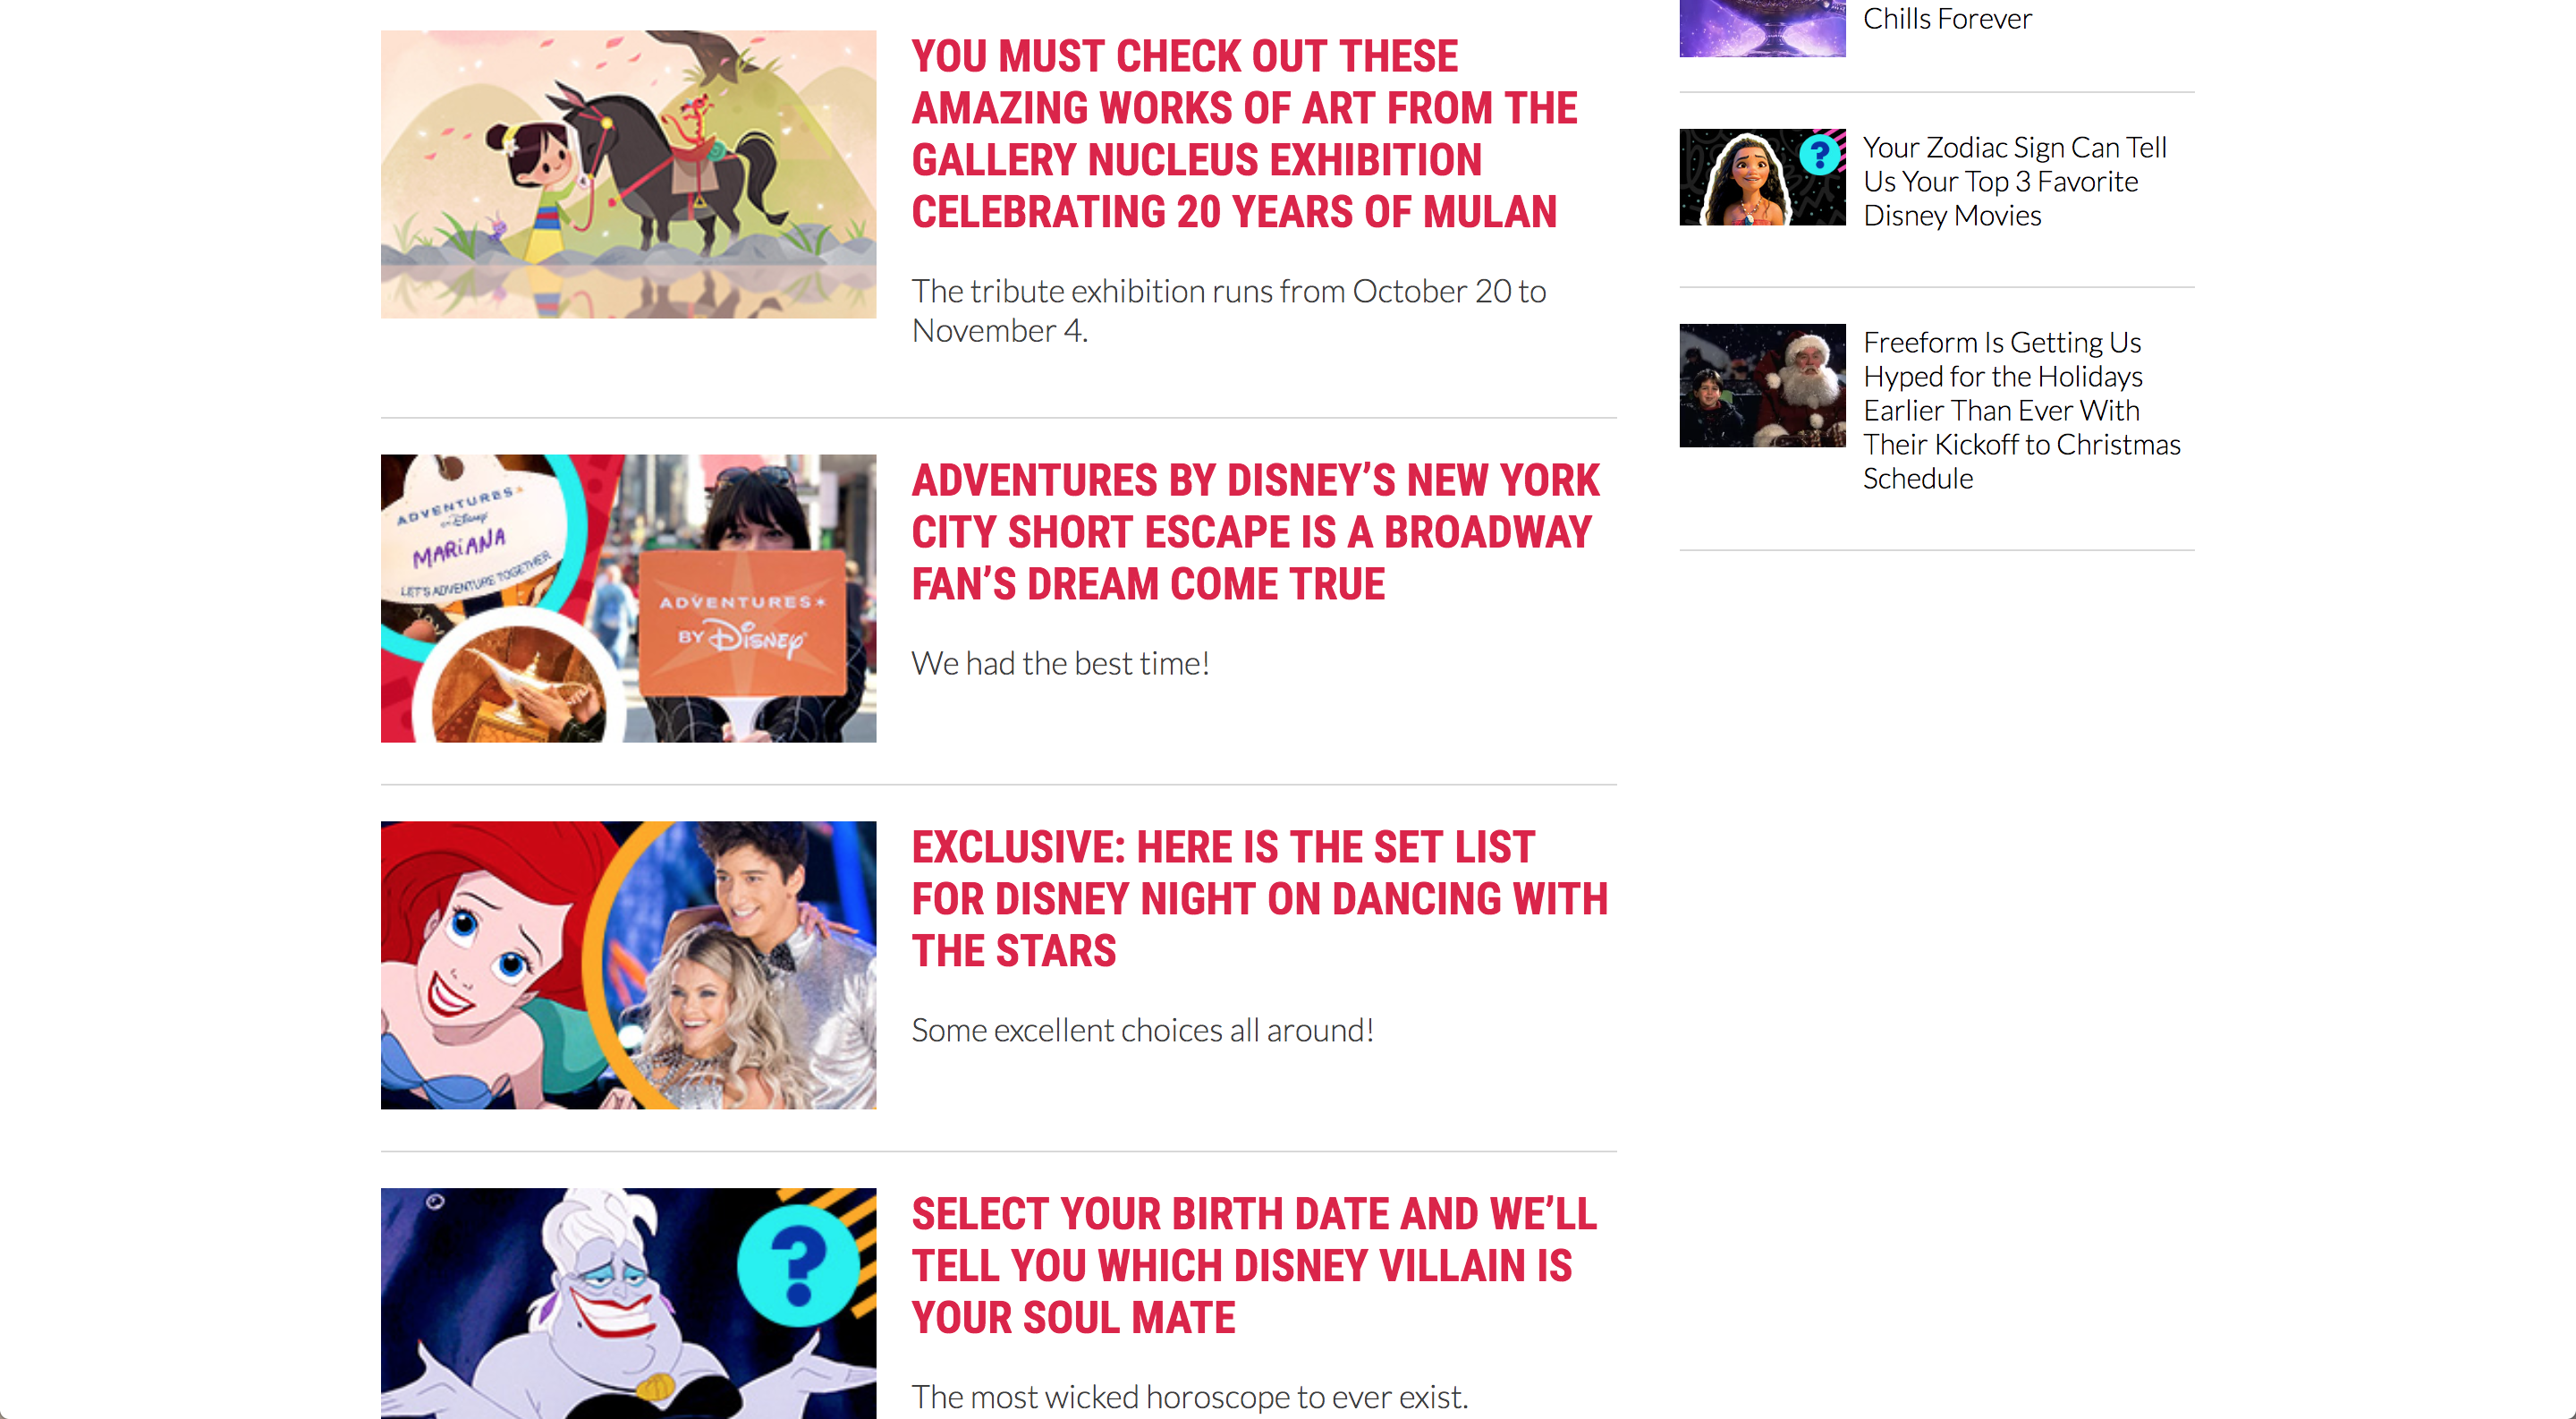 YOU MUST CHECK OUT THESE
AMAZING WORKS OF ART FROM THE
GALLERY NUCLEUS EXHIBITION
CELEBRATING 20 YEARS OF MULAN
The tribute exhibition runs from October 20 to
November 4.
ADVENTURES
BY Disney
MARIANA
LET'S ADVENTURE TOGETHER
ADVENTURES
BY DISNEY
ADVENTURES BY DISNEY’S NEW YORK
CITY SHORT ESCAPE IS A BROADWAY
FAN’S DREAM COME TRUE
We had the best time!
EXCLUSIVE: HERE IS THE SET LIST
FOR DISNEY NIGHT ON DANCING WITH
THE STARS
Some excellent choices all around!
?
SELECT YOUR BIRTH DATE AND WE’LL
TELL YOU WHICH DISNEY VILLAIN IS
YOUR SOUL MATE
The most wicked horoscope to ever exist.
Chills Forever
?
Your Zodiac Sign Can Tell
Us Your Top 3 Favorite
Disney Movies
Freeform Is Getting Us
Hyped for the Holidays
Earlier Than Ever With
Their Kickoff to Christmas
Schedule